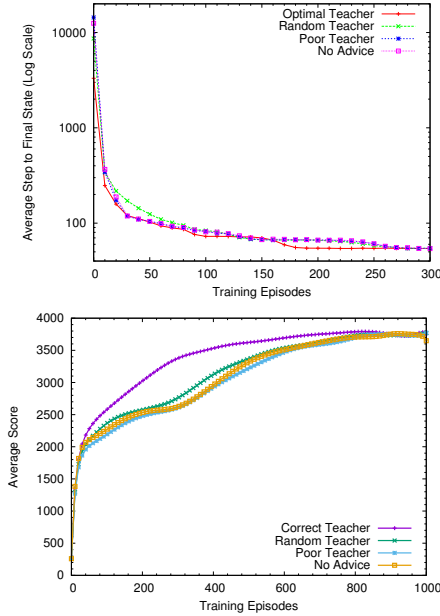 Optimal Teacher
Random Teacher
Poor Teacher
No Advice
10000
1000
100
Average Step to Final State (Log Scale)
0 50 100 150 200 250 300
Training Episodes
4000
3500
3000
2500
2000
1500
1000
500
0
Average Score
Correct Teacher
Random Teacher
Poor Teacher
No Advice
0 200 400 600 800 1000
Training Episodes